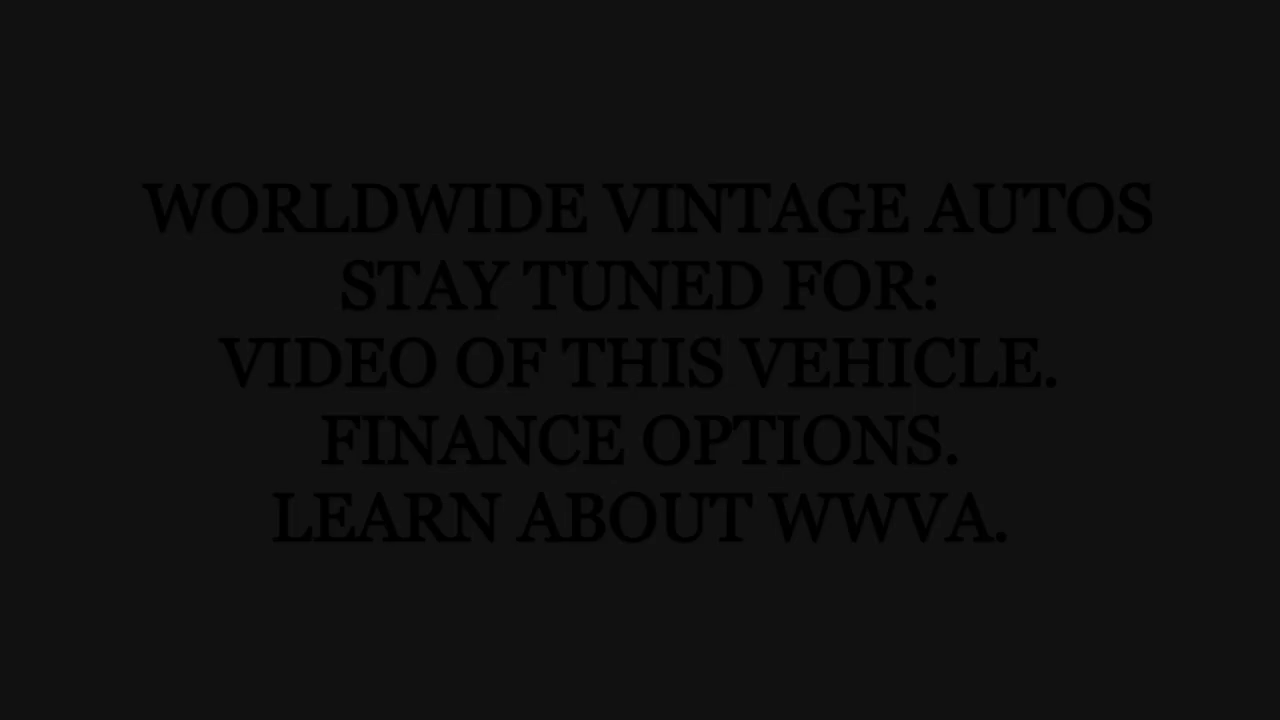 WORLDWIDE VINTAGE AUTOS
STAY TUNED FOR:
VIDEO OF THIS VEHICLE.
FINANCE OPTIONS.
LEARN ABOUT WWVA.